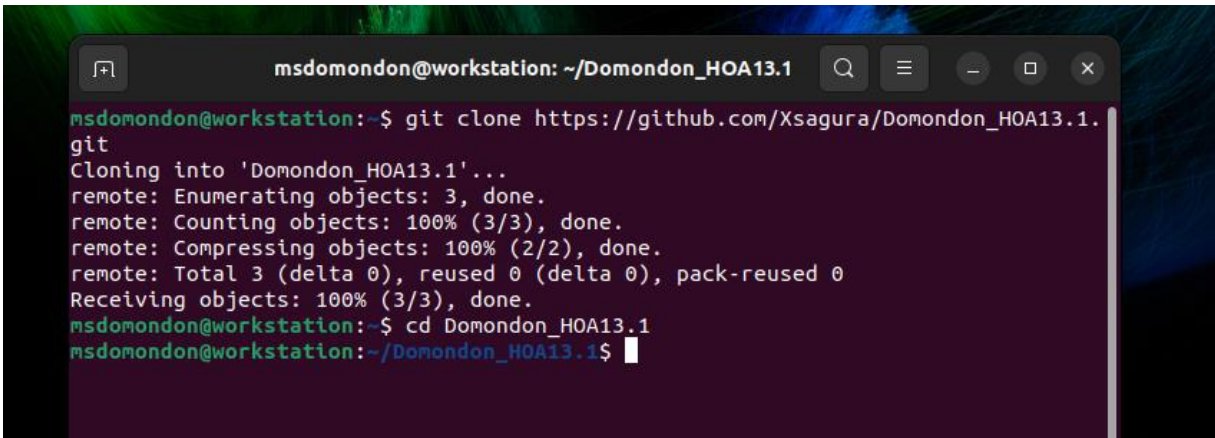 msdomondon@workstation: ~/Domondon_HOA13.1
msdomondon@workstation:~$ git clone https://github.com/Xsagura/Domondon_HOA13.1.
git
Cloning into 'Domondon_HOA13.1'...
remote: Enumerating objects: 3, done.
remote: Counting objects: 100% (3/3), done.
remote: Compressing objects: 100% (2/2), done.
remote: Total 3 (delta 0), reused 0 (delta 0), pack-reused 0
Receiving objects: 100% (3/3), done.
msdomondon@workstation:~$ cd Domondon_HOA13.1
msdomondon@workstation:~/Domondon_HOA13.1$